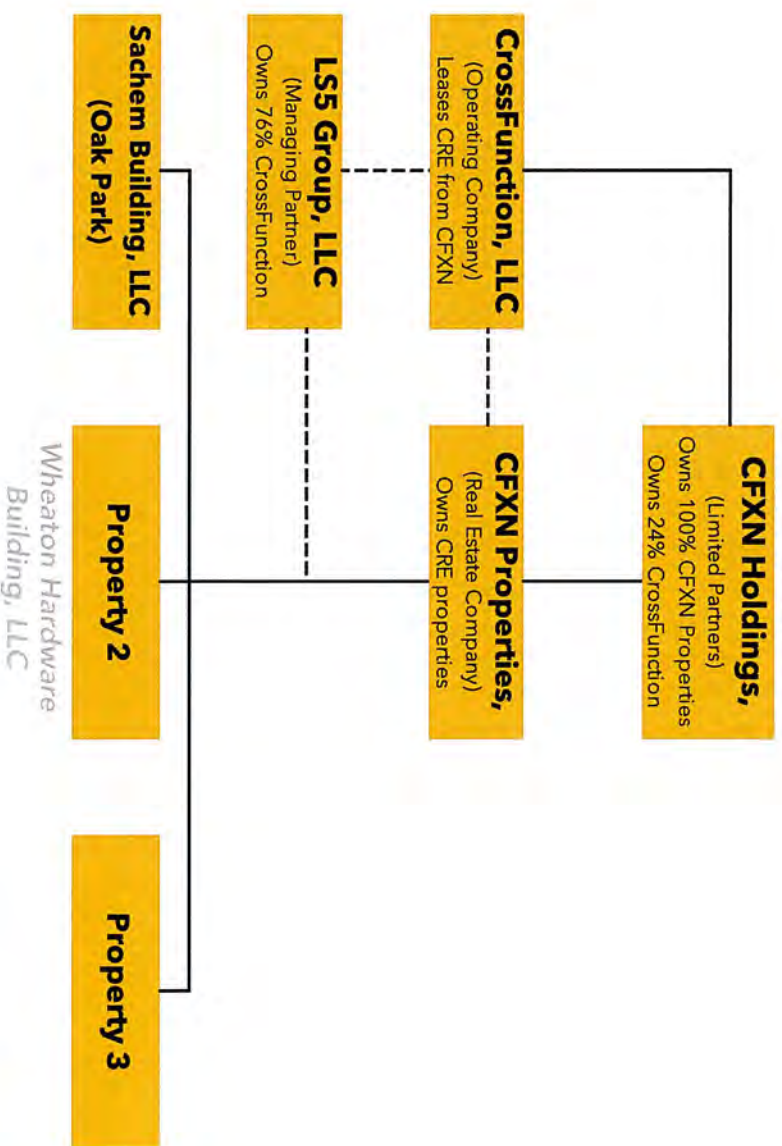 CFXN Holdings,
(Limited Partners)
Owns 100% CFXN Properties
Owns 24% CrossFunction
CrossFunction, LLC
(Operating Company)
Leases CRE from CFXN
CFXN Properties,
(Real Estate Company)
Owns CRE properties
LS5 Group, LLC
(Managing Partner)
Owns 76% CrossFunction
Sachem Building, LLC
(Oak Park)
Property 2
Property 3
Wheaton Hardware
Building, LLC